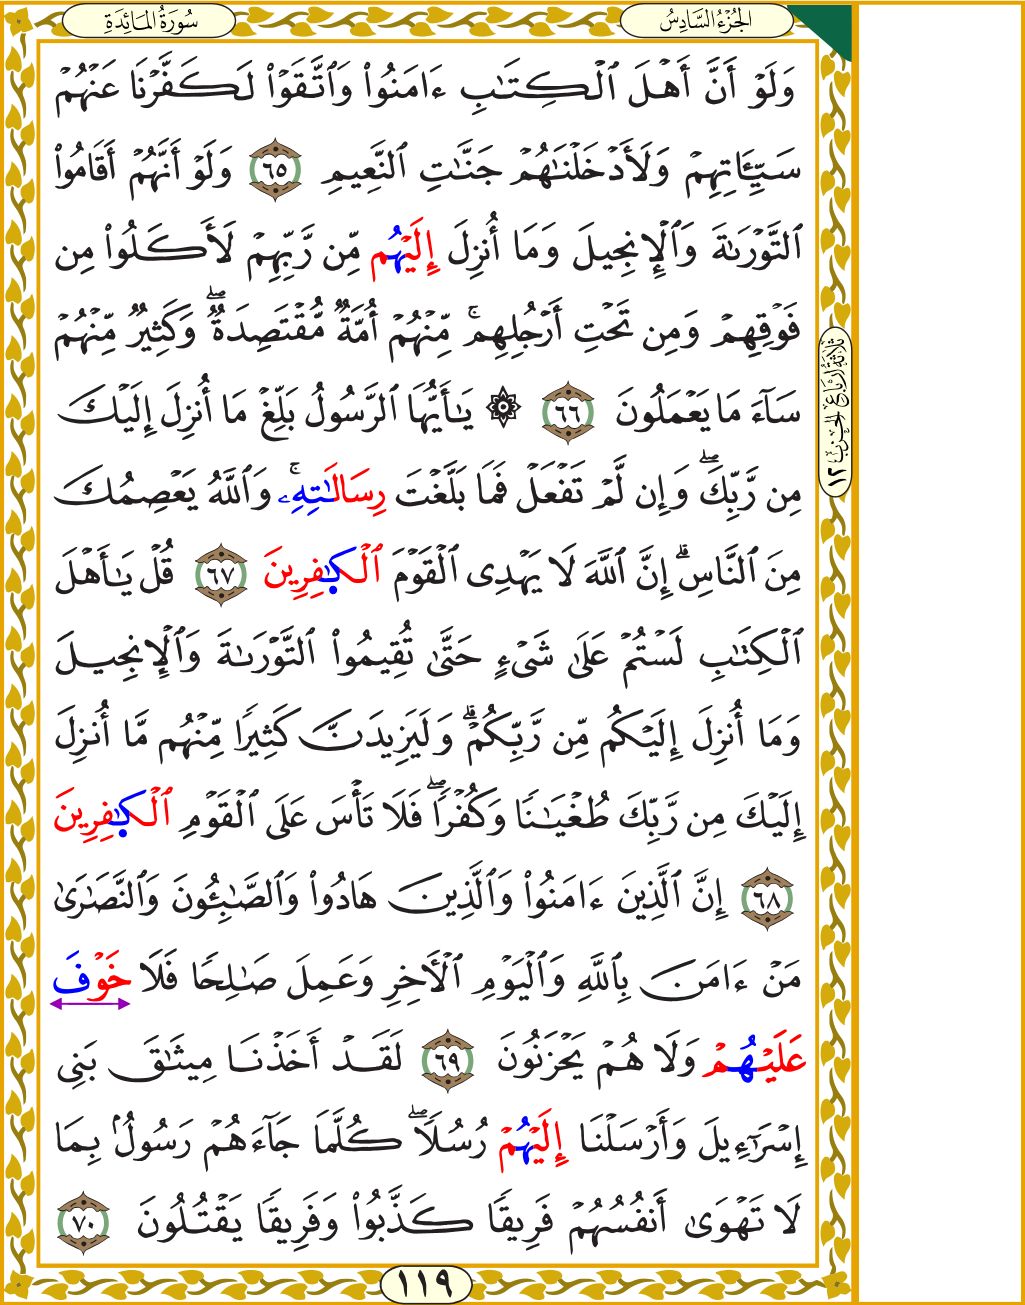 الجُزْءُ السَّادِسُ
سُورَةُ المَائِدَةِ
وَلَوۡ أَنَّ أَهۡلَ ٱلۡكِتَٰبِ ءَامَنُواْ وَٱتَّقَوۡاْ لَكَفَّرۡنَا عَنۡهُمۡ
سَيِّـَٔاتِهِمۡ وَلَأَدۡخَلۡنَٰهُمۡ جَنَّٰتِ ٱلنَّعِيمِ ٦٥ وَلَوۡ أَنَّهُمۡ أَقَامُواْ
ٱلتَّوۡرَىٰةَ وَٱلۡإِنجِيلَ وَمَا أُنزِلَ إِلَيۡهُم مِّن رَّبِّهِمۡ لَأَكَلُواْ مِن
فَوۡقِهِمۡ وَمِن تَحۡتِ أَرۡجُلِهِمۚ مِّنۡهُمۡ أُمَّةٞ مُّقۡتَصِدَةٞۖ وَكَثِيرٞ مِّنۡهُمۡ
سَآءَ مَا يَعۡمَلُونَ ٦٦ ۞ يَٰأَيُّهَا ٱلرَّسُولُ بَلِّغۡ مَا أُنزِلَ إِلَيۡكَ
مِن رَّبِّكَۖ وَإِن لَّمۡ تَفۡعَلۡ فَمَا بَلَّغۡتَ رِسَالَٰتِهِۦۚ وَٱللَّهُ يَعۡصِمُكَ
مِنَ ٱلنَّاسِۗ إِنَّ ٱللَّهَ لَا يَهۡدِى ٱلۡقَوۡمَ ٱلۡكَٰفِرِينَ ٦٧ قُلۡ يَٰأَهۡلَ
ٱلۡكِتَٰبِ لَسۡتُمۡ عَلَىٰ شَىۡءٍ حَتَّىٰ تُقِيمُواْ ٱلتَّوۡرَىٰةَ وَٱلۡإِنجِيلَ
وَمَا أُنزِلَ إِلَيۡكُم مِّن رَّبِّكُمۡۗ وَلَيَزِيدَنَّ كَثِيرٗا مِّنۡهُم مَّا أُنزِلَ
إِلَيۡكَ مِن رَّبِّكَ طُغۡيَٰنٗا وَكُفۡرٗاۖ فَلَا تَأۡسَ عَلَى ٱلۡقَوۡمِ ٱلۡكَٰفِرِينَ
٦٨ إِنَّ ٱلَّذِينَ ءَامَنُواْ وَٱلَّذِينَ هَادُواْ وَٱلصَّٰبِـُٔونَ وَٱلنَّصَٰرَىٰ
مَنۡ ءَامَنَ بِٱللَّهِ وَٱلۡيَوۡمِ ٱلۡأٓخِرِ وَعَمِلَ صَٰلِحٗا فَلَا خَوۡفَ
عَلَيۡهُمۡ وَلَا هُمۡ يَحۡزَنُونَ ٦٩ لَقَدۡ أَخَذۡنَا مِيثَٰقَ بَنِى
إِسۡرَٰٓءِيلَ وَأَرۡسَلۡنَا إِلَيۡهُمۡ رُسُلٗاۖ كُلَّمَا جَآءَهُمۡ رَسُولُۢ بِمَا
لَا تَهۡوَىٰ أَنفُسُهُمۡ فَرِيقٗا كَذَّبُواْ وَفَرِيقٗا يَقۡتُلُونَ ٧٠
ثَلَاثَةُ أَرْبَاعِ الحِزْبِ ١٢
١١٩